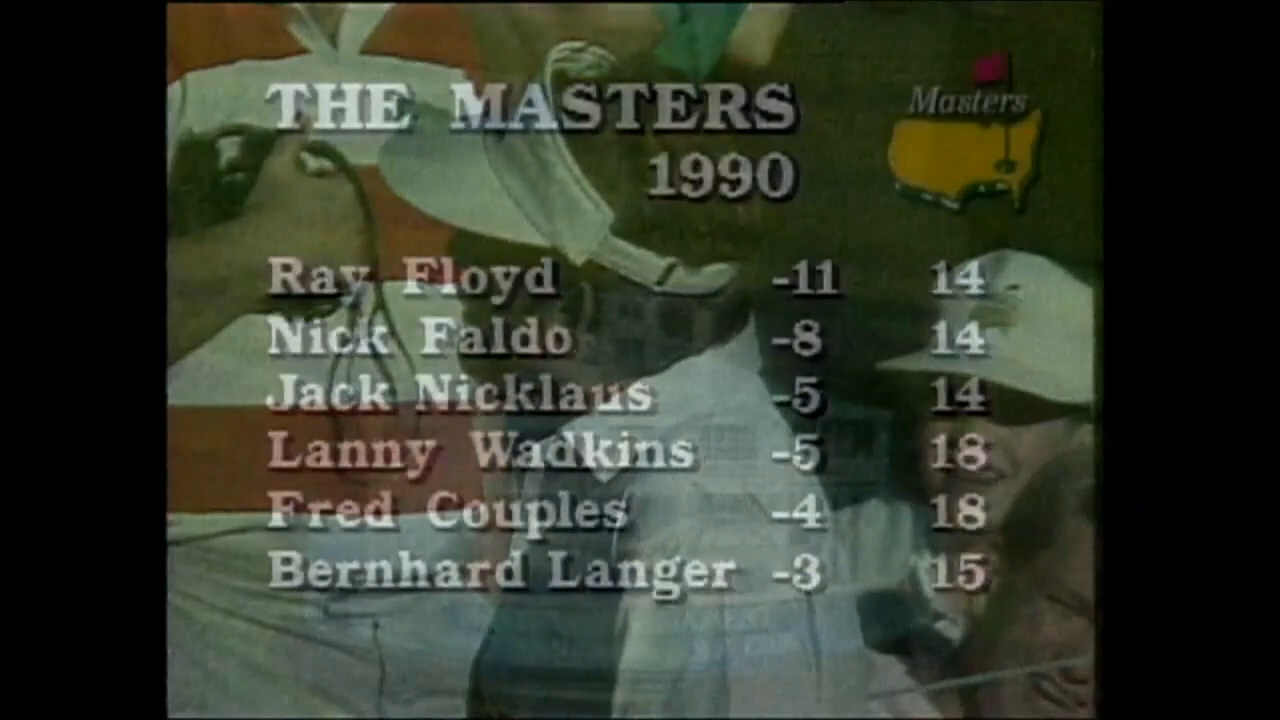 THE MASTERS
1990
Masters
Ray Floyd -11 14
Nick Faldo -8 14
Jack Nicklaus -5 14
Lanny Wadkins -5 18
Fred Couples -4 18
Bernhard Langer -3 15